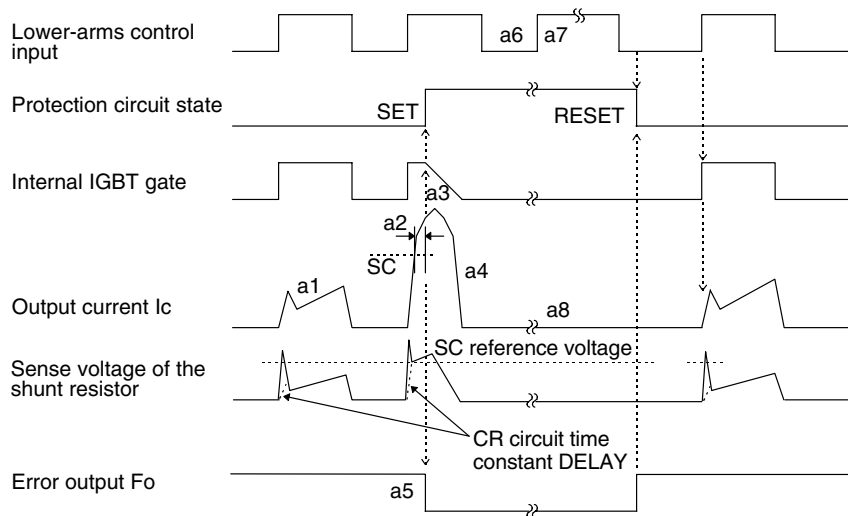 Lower-arms control
input
a6
a7
Protection circuit state
SET
RESET
Internal IGBT gate
a3
a2
SC
a4
a1
Output current Ic
a8
SC reference voltage
Sense voltage of the
shunt resistor
CR circuit time
constant DELAY
Error output Fo
a5